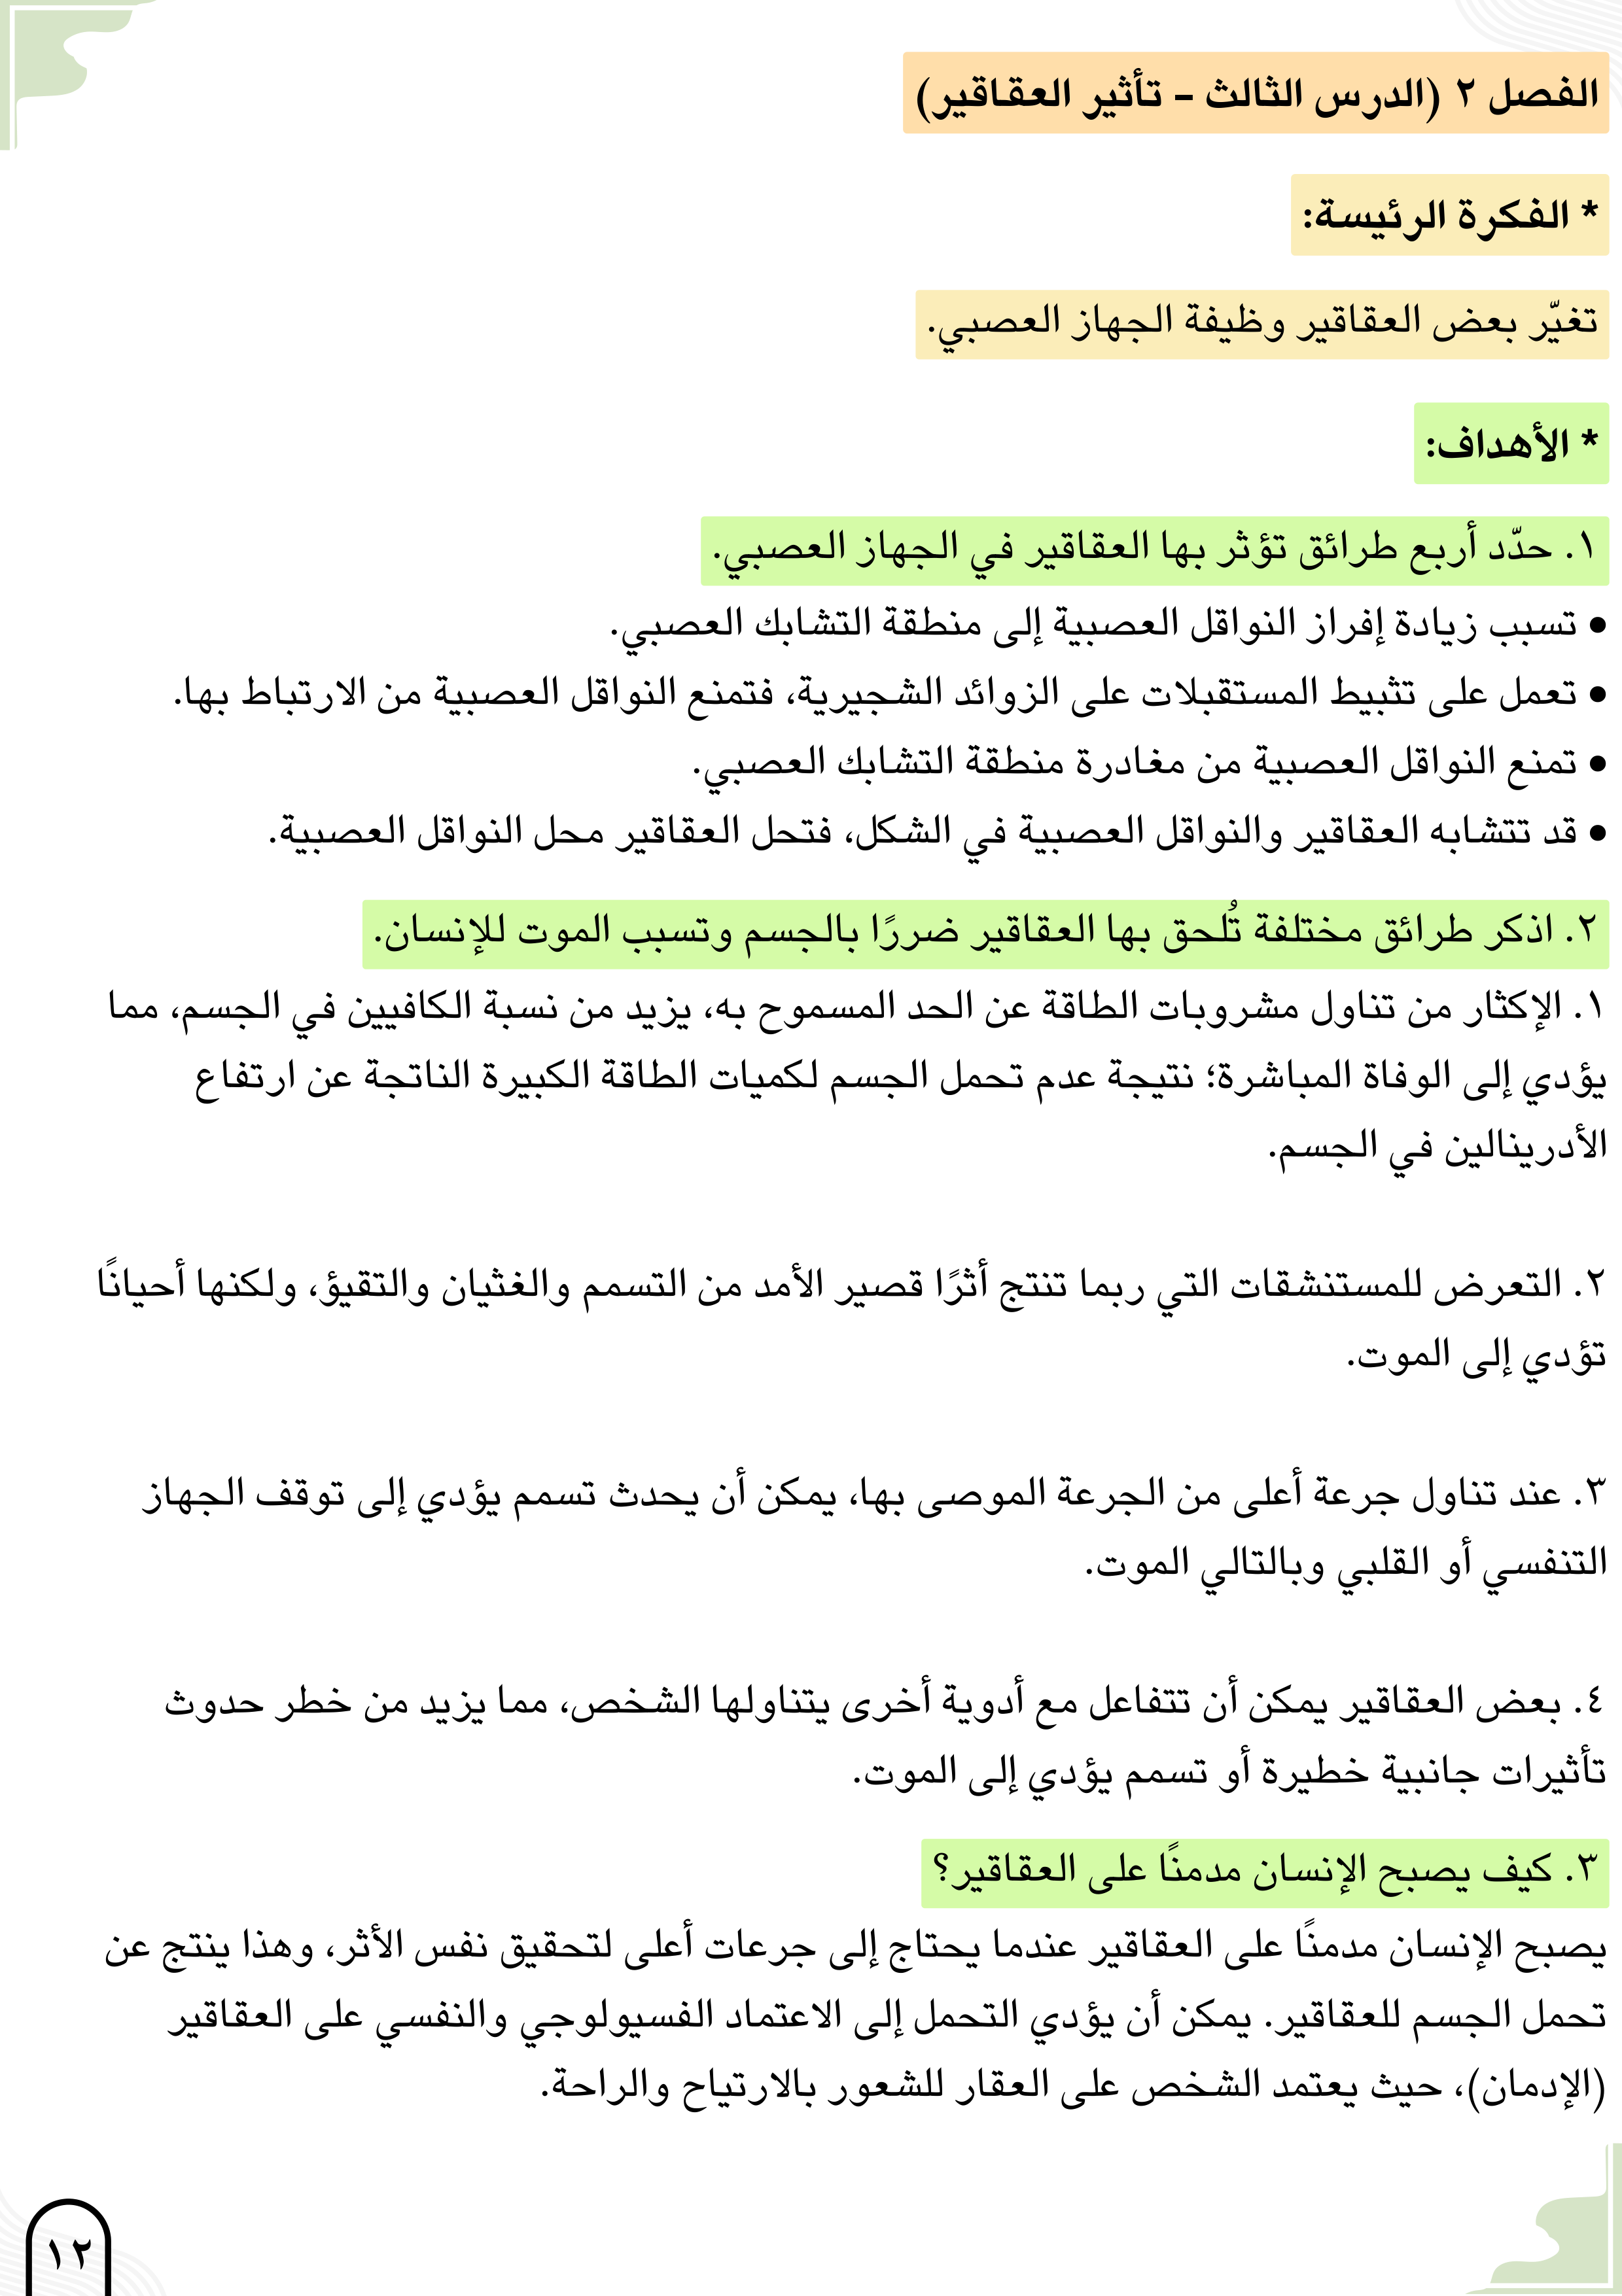 الفصل ٢ (الدرس الثالث - تأثير العقاقير)
* الفكرة الرئيسة:
تغيّر بعض العقاقير وظيفة الجهاز العصبي.
* الأهداف:
١. حدّد أربع طرائق تؤثر بها العقاقير في الجهاز العصبي.
● تسبب زيادة إفراز النواقل العصبية إلى منطقة التشابك العصبي.
● تعمل على تثبيط المستقبلات على الزوائد الشجيرية، فتمنع النواقل العصبية من الارتباط بها.
● تمنع النواقل العصبية من مغادرة منطقة التشابك العصبي.
● قد تتشابه العقاقير والنواقل العصبية في الشكل، فتحل العقاقير محل النواقل العصبية.
٢. اذكر طرائق مختلفة تُلحق بها العقاقير ضررًا بالجسم وتسبب الموت للإنسان.
١. الإكثار من تناول مشروبات الطاقة عن الحد المسموح به، يزيد من نسبة الكافيين في الجسم، مما
يؤدي إلى الوفاة المباشرة؛ نتيجة عدم تحمل الجسم لكميات الطاقة الكبيرة الناتجة عن ارتفاع
الأدرينالين في الجسم.
٢. التعرض للمستنشقات التي ربما تنتج أثرًا قصير الأمد من التسمم والغثيان والتقيؤ، ولكنها أحيانًا
تؤدي إلى الموت.
٣. عند تناول جرعة أعلى من الجرعة الموصى بها، يمكن أن يحدث تسمم يؤدي إلى توقف الجهاز
التنفسي أو القلبي وبالتالي الموت.
٤. بعض العقاقير يمكن أن تتفاعل مع أدوية أخرى يتناولها الشخص، مما يزيد من خطر حدوث
تأثيرات جانبية خطيرة أو تسمم يؤدي إلى الموت.
٣. كيف يصبح الإنسان مدمنًا على العقاقير؟
يصبح الإنسان مدمنًا على العقاقير عندما يحتاج إلى جرعات أعلى لتحقيق نفس الأثر، وهذا ينتج عن
تحمل الجسم للعقاقير. يمكن أن يؤدي التحمل إلى الاعتماد الفسيولوجي والنفسي على العقاقير
(الإدمان)، حيث يعتمد الشخص على العقار للشعور بالارتياح والراحة.
١٢